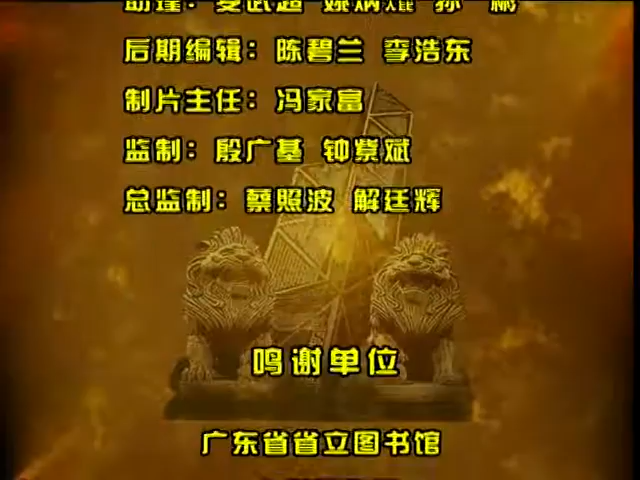 后期编辑：陈碧兰 李浩东
制片主任：冯家富
监制：殷广基 钟紫斌
总监制：蔡照波 解廷辉
鸣谢单位
广东省省立图书馆